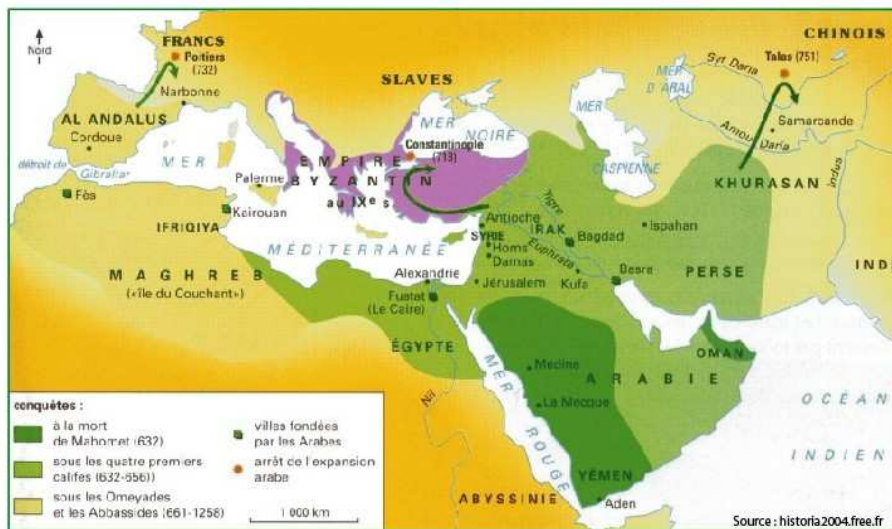 Nord
FRANCS
Poitiers
(732)
Narbonne
AL ANDALUS
Cordoue
détroit de
Gibraltar
Fès
MER
Palerme
IFRIQIYA
Kairouan
MAGHREB
(«île du Couchant»)
MÉDITERRANÉE
SLAVES
MER
NOIRE
Constantinople
(713)
EMPIRE
BYZANTIN
au IXe s
MER
CASPIENNE
CHINOIS
Talas (751)
MER
D'ARAL
Syr Daria
Samarcande
Amou
Daria
KHURASAN
Indus
IND
Antioche
SYRIE
Homs
Damas
Tigre
IRAK
Euphrate
Bagdad
Ispahan
PERSE
Alexandrie
Jérusalem
Kufa
Fustat
(Le Caire)
ÉGYPTE
Nil
MER
ROUGE
Médine
ARABIE
La Mecque
OMAN
YÉMEN
Aden
ABYSSINIE
OCÉAN
INDIEN
conquêtes :
à la mort
de Mahomet (632)
sous les quatre premiers
califes (632-656))
sous les Omeyades
et les Abbassides (661-1258)
villes fondées
par les Arabes
arrêt de l'expansion
arabe
1 000 km
Source : historia2004.free.fr